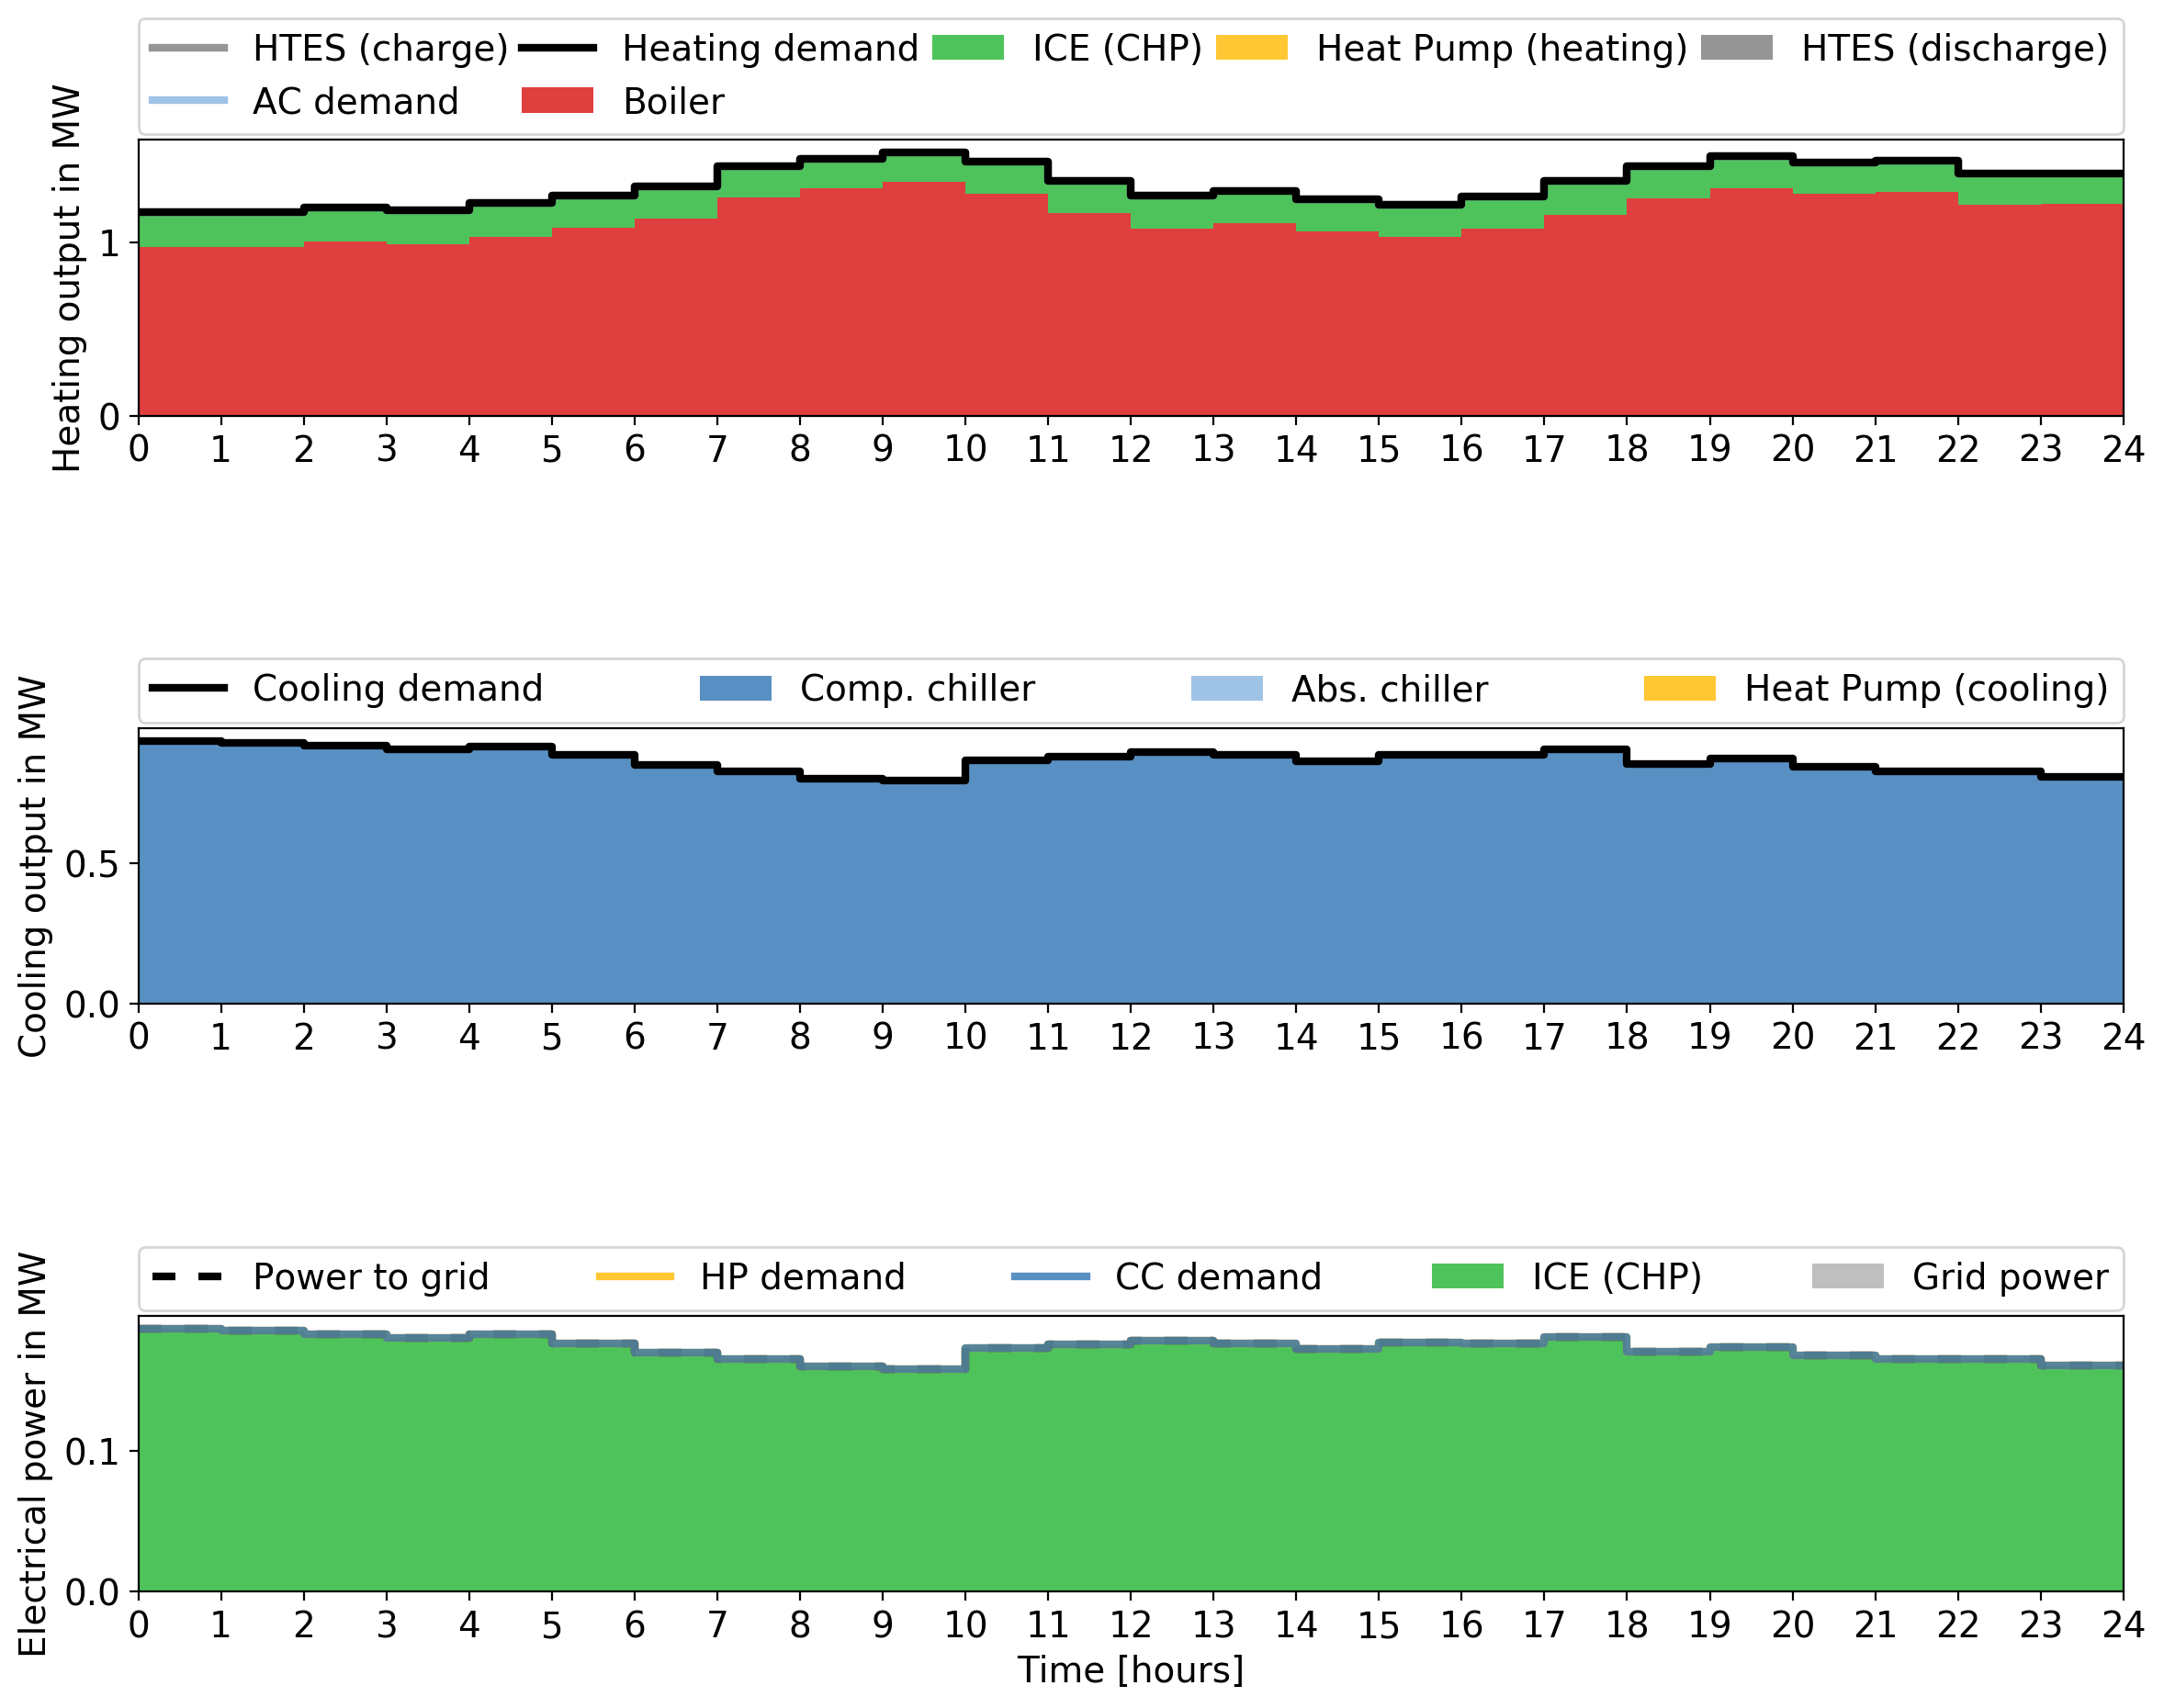 HTES (charge) Heating demand ICE (CHP) Heat Pump (heating) HTES (discharge)
AC demand Boiler
Heating output in MW
1
0
0 1 2 3 4 5 6 7 8 9 10 11 12 13 14 15 16 17 18 19 20 21 22 23 24
Cooling demand Comp. chiller Abs. chiller Heat Pump (cooling)
Cooling output in MW
0.5
0.0
0 1 2 3 4 5 6 7 8 9 10 11 12 13 14 15 16 17 18 19 20 21 22 23 24
Power to grid HP demand CC demand ICE (CHP) Grid power
Electrical power in MW
0.1
0.0
0 1 2 3 4 5 6 7 8 9 10 11 12 13 14 15 16 17 18 19 20 21 22 23 24
Time [hours]